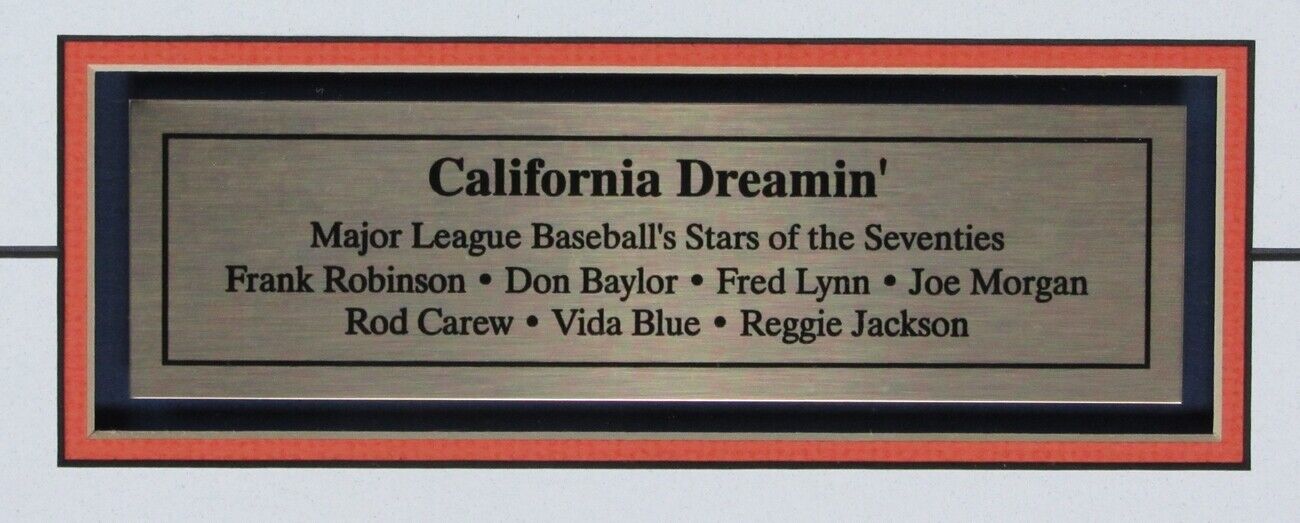 California Dreamin'
Major League Baseball's Stars of the Seventies
Frank Robinson • Don Baylor • Fred Lynn • Joe Morgan
Rod Carew • Vida Blue • Reggie Jackson